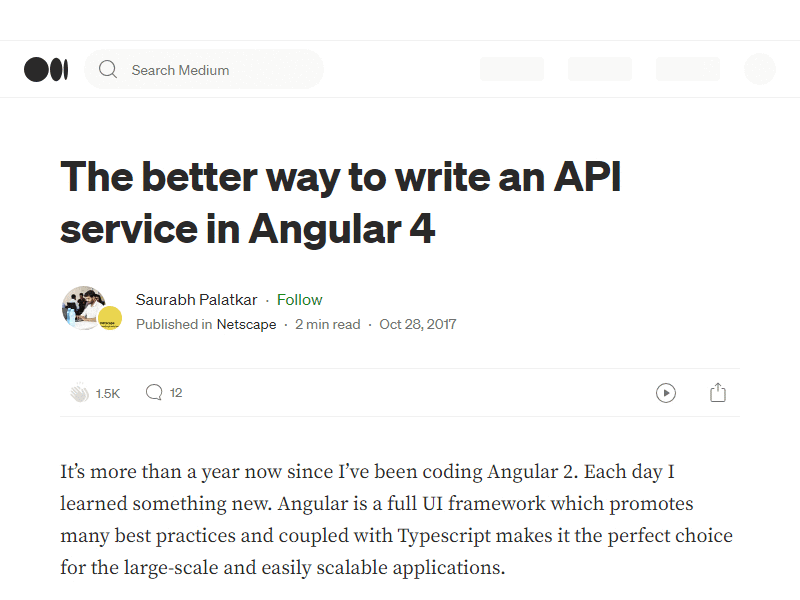 Search Medium
The better way to write an API
service in Angular 4
Saurabh Palatkar · Follow
Published in Netscape · 2 min read · Oct 28, 2017
1.5K 12
It’s more than a year now since I’ve been coding Angular 2. Each day I
learned something new. Angular is a full UI framework which promotes
many best practices and coupled with Typescript makes it the perfect choice
for the large-scale and easily scalable applications.